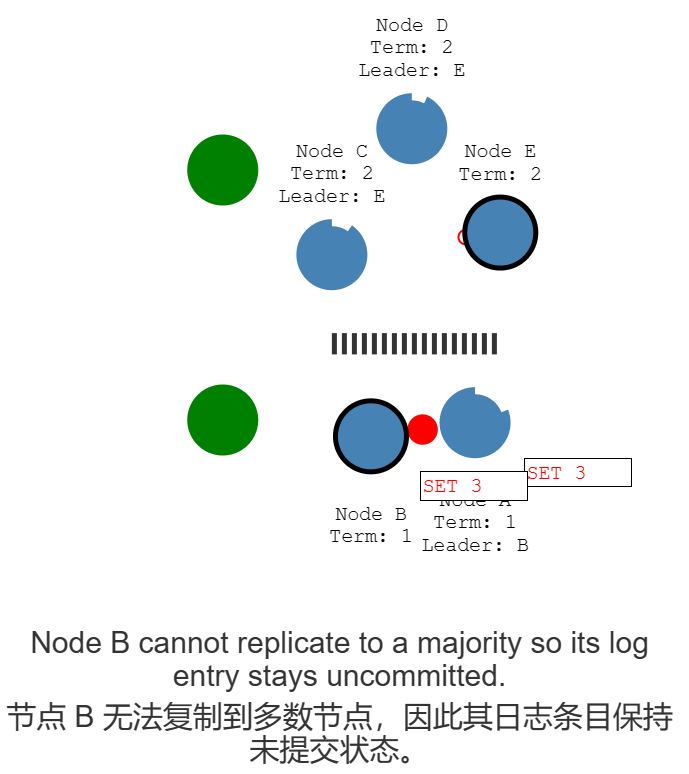 Node D
Term: 2
Leader: E
Node C
Term: 2
Leader: E
Node E
Term: 2
SET 3
SET 3
Node B
Term: 1
Node A
Term: 1
Leader: B
Node B cannot replicate to a majority so its log
entry stays uncommitted.
节点 B 无法复制到多数节点，因此其日志条目保持
未提交状态。